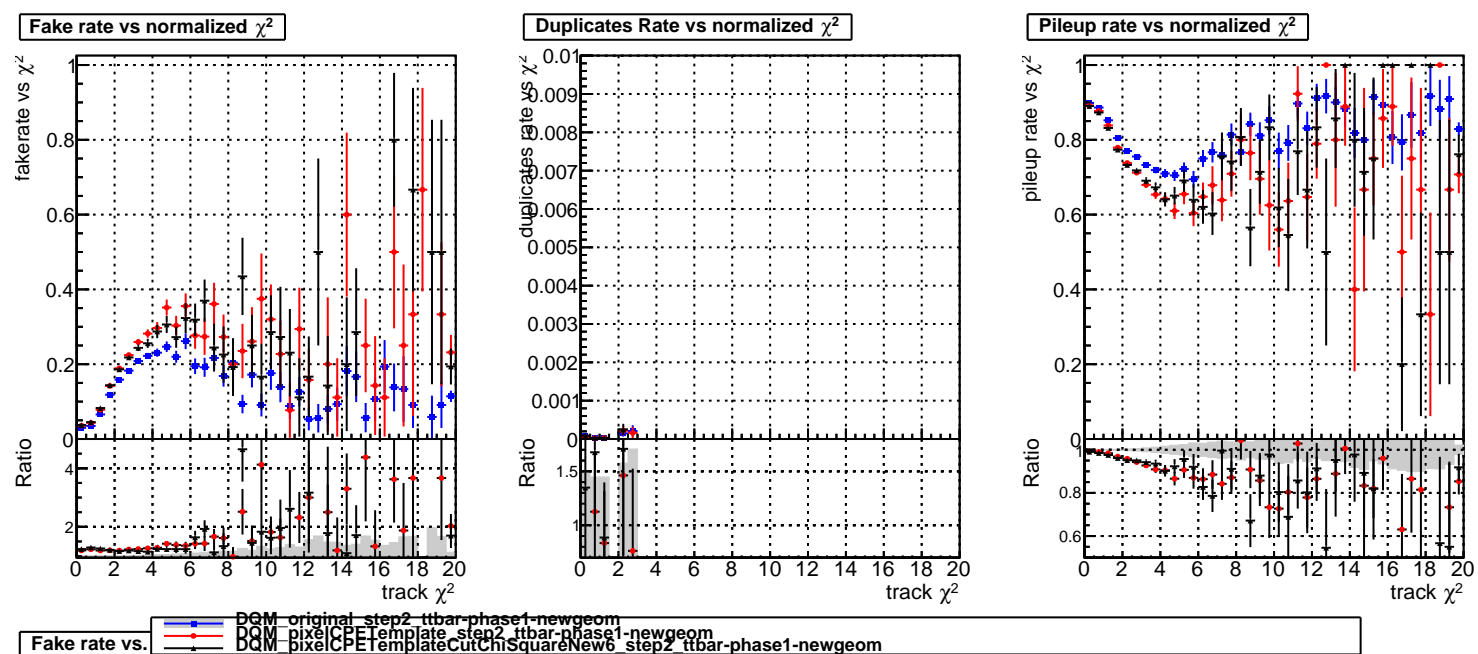 Fake rate vs normalized χ²
Duplicates Rate vs normalized χ²
Pileup rate vs normalized χ²
fakerate vs χ²
1
0.8
0.6
0.4
0.2
0
Ratio
4
2
0 2 4 6 8 10 12 14 16 18 20
track χ²
duplicates rate vs χ²
0.01
0.009
0.008
0.007
0.006
0.005
0.004
0.003
0.002
0.001
0
Ratio
1.5
1
0 2 4 6 8 10 12 14 16 18 20
track χ²
pileup rate vs χ²
1
0.8
0.6
0.4
0.2
0
Ratio
1
0.8
0.6
0 2 4 6 8 10 12 14 16 18 20
track χ²
Fake rate vs.
DQM_original_step2_ttbar-phase1-newgeom
DQM_pixelCPETemplate_step2_ttbar-phase1-newgeom
DQM_pixelCPETemplateCutChiSquareNew6_step2_ttbar-phase1-newgeom